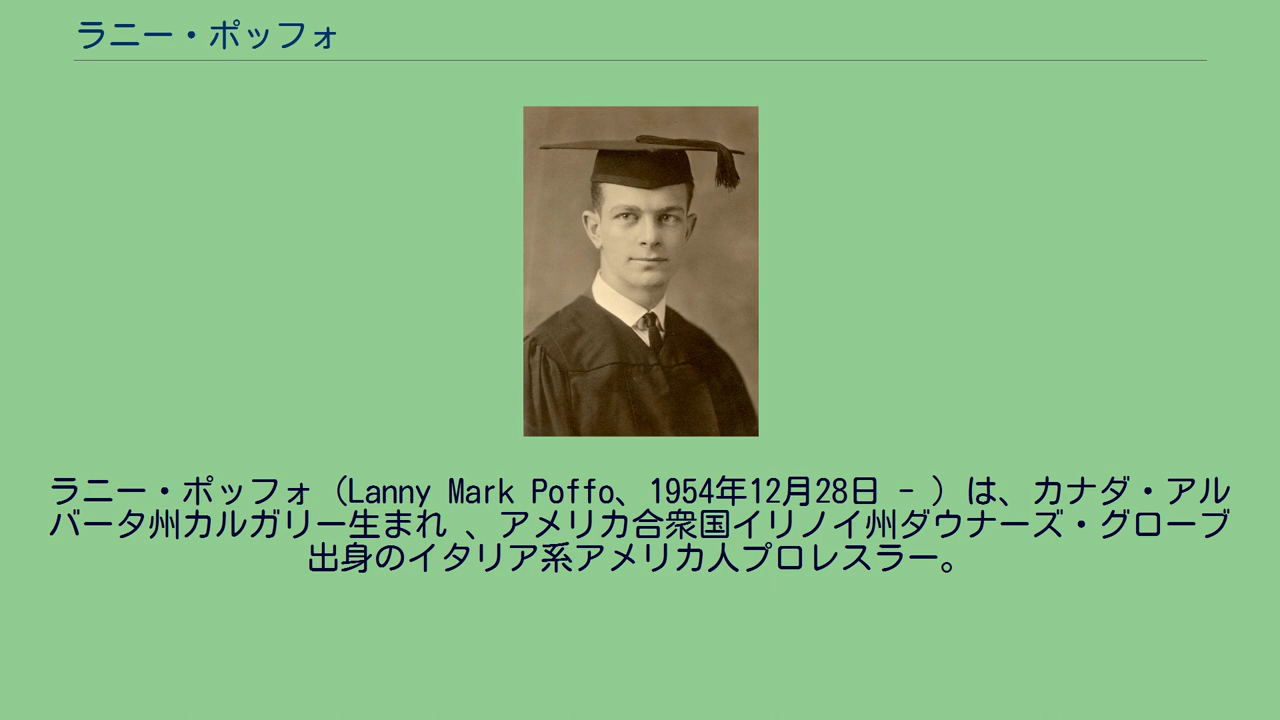 ラニー・ポッフォ
ラニー・ポッフォ（Lanny Mark Poffo、1954年12月28日 - ）は、カナダ・アル
バータ州カルガリー生まれ 、アメリカ合衆国イリノイ州ダウナーズ・グローブ
出身のイタリア系アメリカ人プロレスラー。